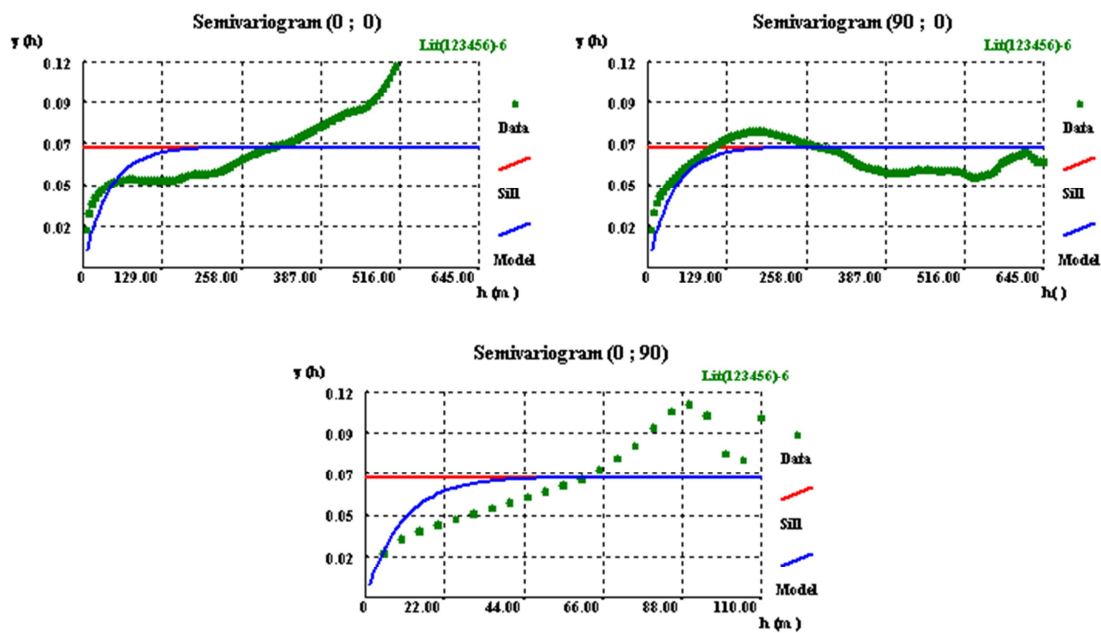 Semivariogram (0 ; 0)
γ (h)
Litt(123456)-6
0.12
0.09
0.07
0.05
0.02
0 129.00 258.00 387.00 516.00 645.00
h (m )
Data
Sill
Model
Semivariogram (90 ; 0)
γ (h)
Litt(123456)-6
0.12
0.09
0.07
0.05
0.02
0 129.00 258.00 387.00 516.00 645.00
h( )
Data
Sill
Model
Semivariogram (0 ; 90)
γ (h)
Litt(123456)-6
0.12
0.09
0.07
0.05
0.02
0 22.00 44.00 66.00 88.00 110.00
h (m )
Data
Sill
Model